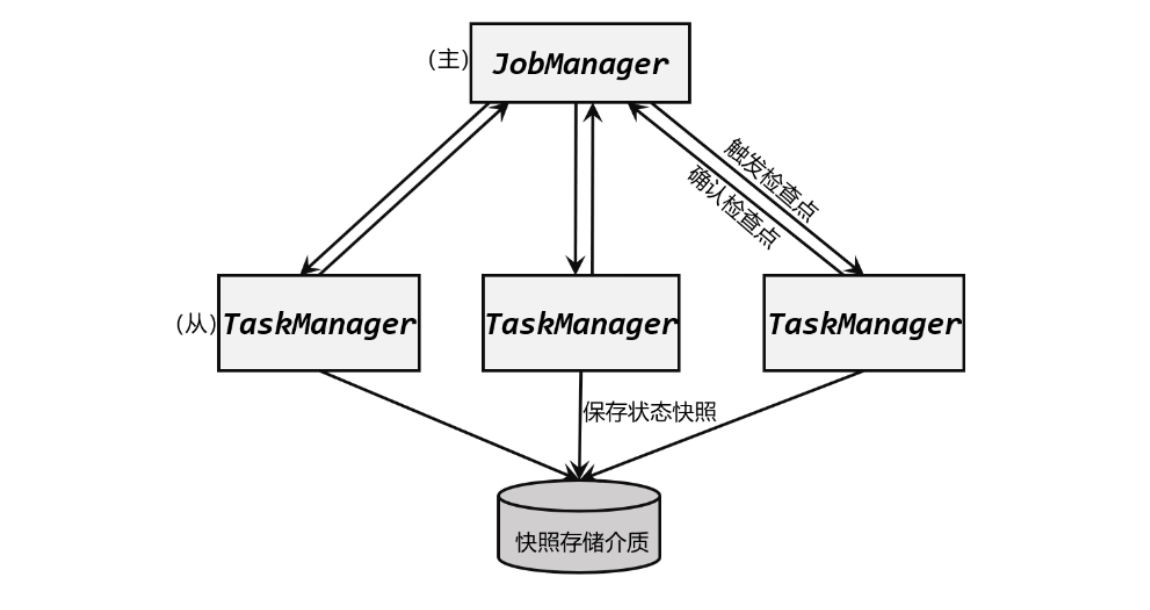 (主)
JobManager
触发检查点
确认检查点
(从)
TaskManager
TaskManager
TaskManager
保存状态快照
快照存储介质